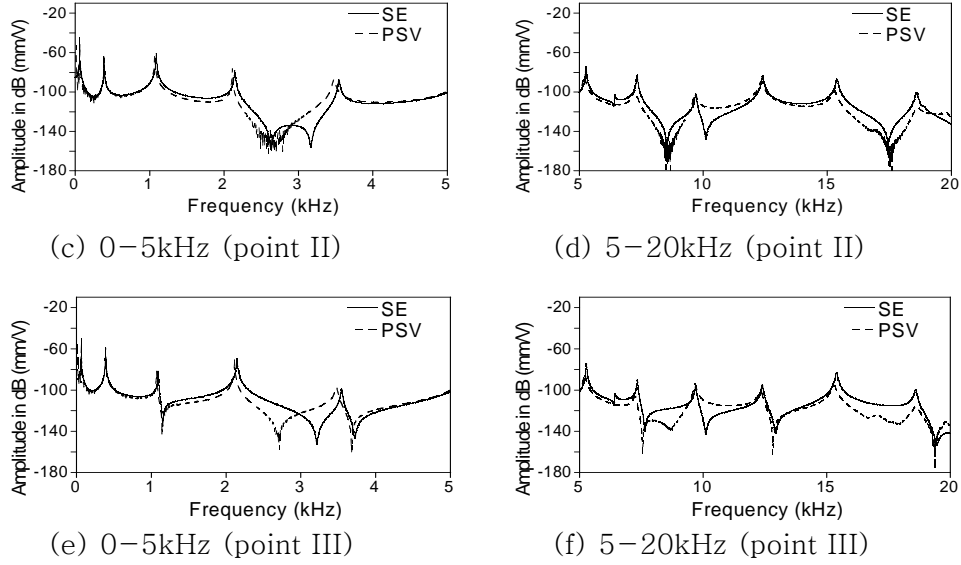 -20
-60
-100
-140
-180
Amplitude in dB (mm/V)
SE
PSV
0
1
2
3
4
5
Frequency (kHz)
(c) 0-5kHz (point II)
-20
-60
-100
-140
-180
Amplitude in dB (mm/V)
SE
PSV
5
10
15
20
Frequency (kHz)
(d) 5-20kHz (point II)
-20
-60
-100
-140
-180
Amplitude in dB (mm/V)
SE
PSV
0
1
2
3
4
5
Frequency (kHz)
(e) 0-5kHz (point III)
-20
-60
-100
-140
-180
Amplitude in dB (mm/V)
SE
PSV
5
10
15
20
Frequency (kHz)
(f) 5-20kHz (point III)